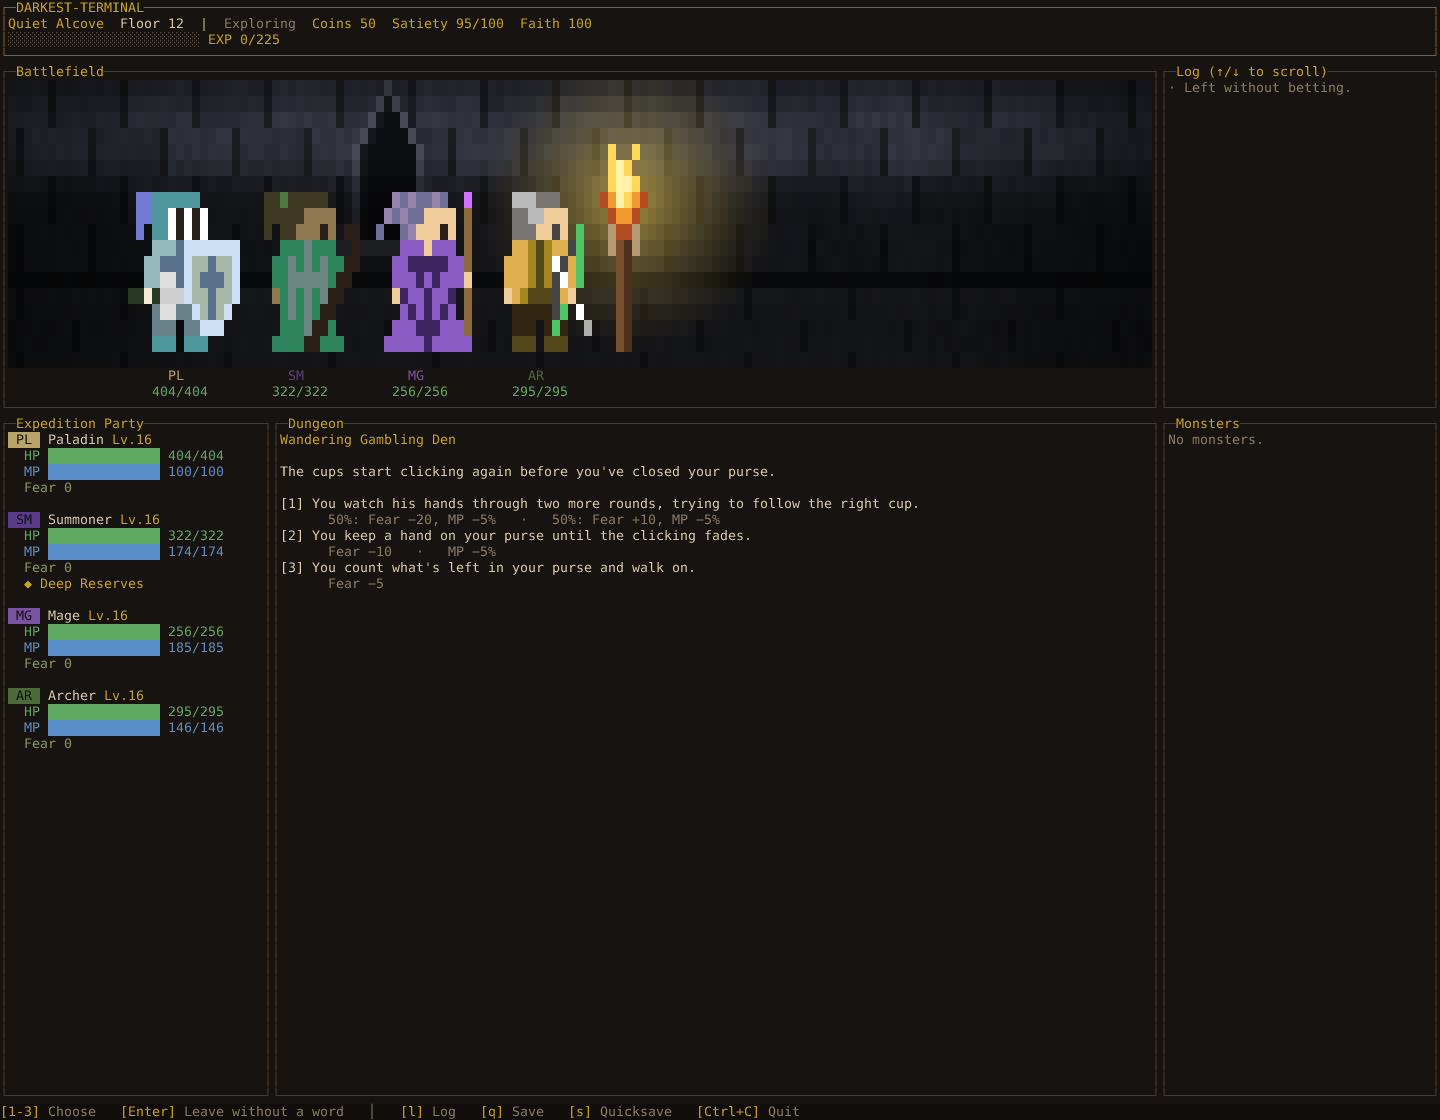 DARKEST-TERMINAL
Quiet Alcove  Floor 12  |  Exploring  Coins 50  Satiety 95/100  Faith 100
EXP 0/225
Battlefield
Log (↑/↓ to scroll)
· Left without betting.
PL SM MG AR
404/404 322/322 256/256 295/295
Expedition Party
PL Paladin Lv.16
HP 404/404
MP 100/100
Fear 0
SM Summoner Lv.16
HP 322/322
MP 174/174
Fear 0
◆ Deep Reserves
MG Mage Lv.16
HP 256/256
MP 185/185
Fear 0
AR Archer Lv.16
HP 295/295
MP 146/146
Fear 0
Dungeon
Wandering Gambling Den
The cups start clicking again before you've closed your purse.
[1] You watch his hands through two more rounds, trying to follow the right cup.
50%: Fear −20, MP −5%  ·  50%: Fear +10, MP −5%
[2] You keep a hand on your purse until the clicking fades.
Fear −10  ·  MP −5%
[3] You count what's left in your purse and walk on.
Fear −5
Monsters
No monsters.
[1-3] Choose  [Enter] Leave without a word  │  [l] Log  [q] Save  [s] Quicksave  [Ctrl+C] Quit